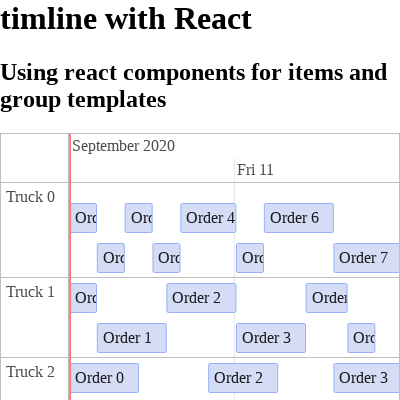 timline with React
Using react components for items and
group templates
September 2020
Fri 11
Truck 0
Orc Orc Order 4 Order 6
Orc Orc Orc Order 7
Truck 1
Orc Order 2 Order
Order 1 Order 3 Orc
Truck 2
Order 0 Order 2 Order 3